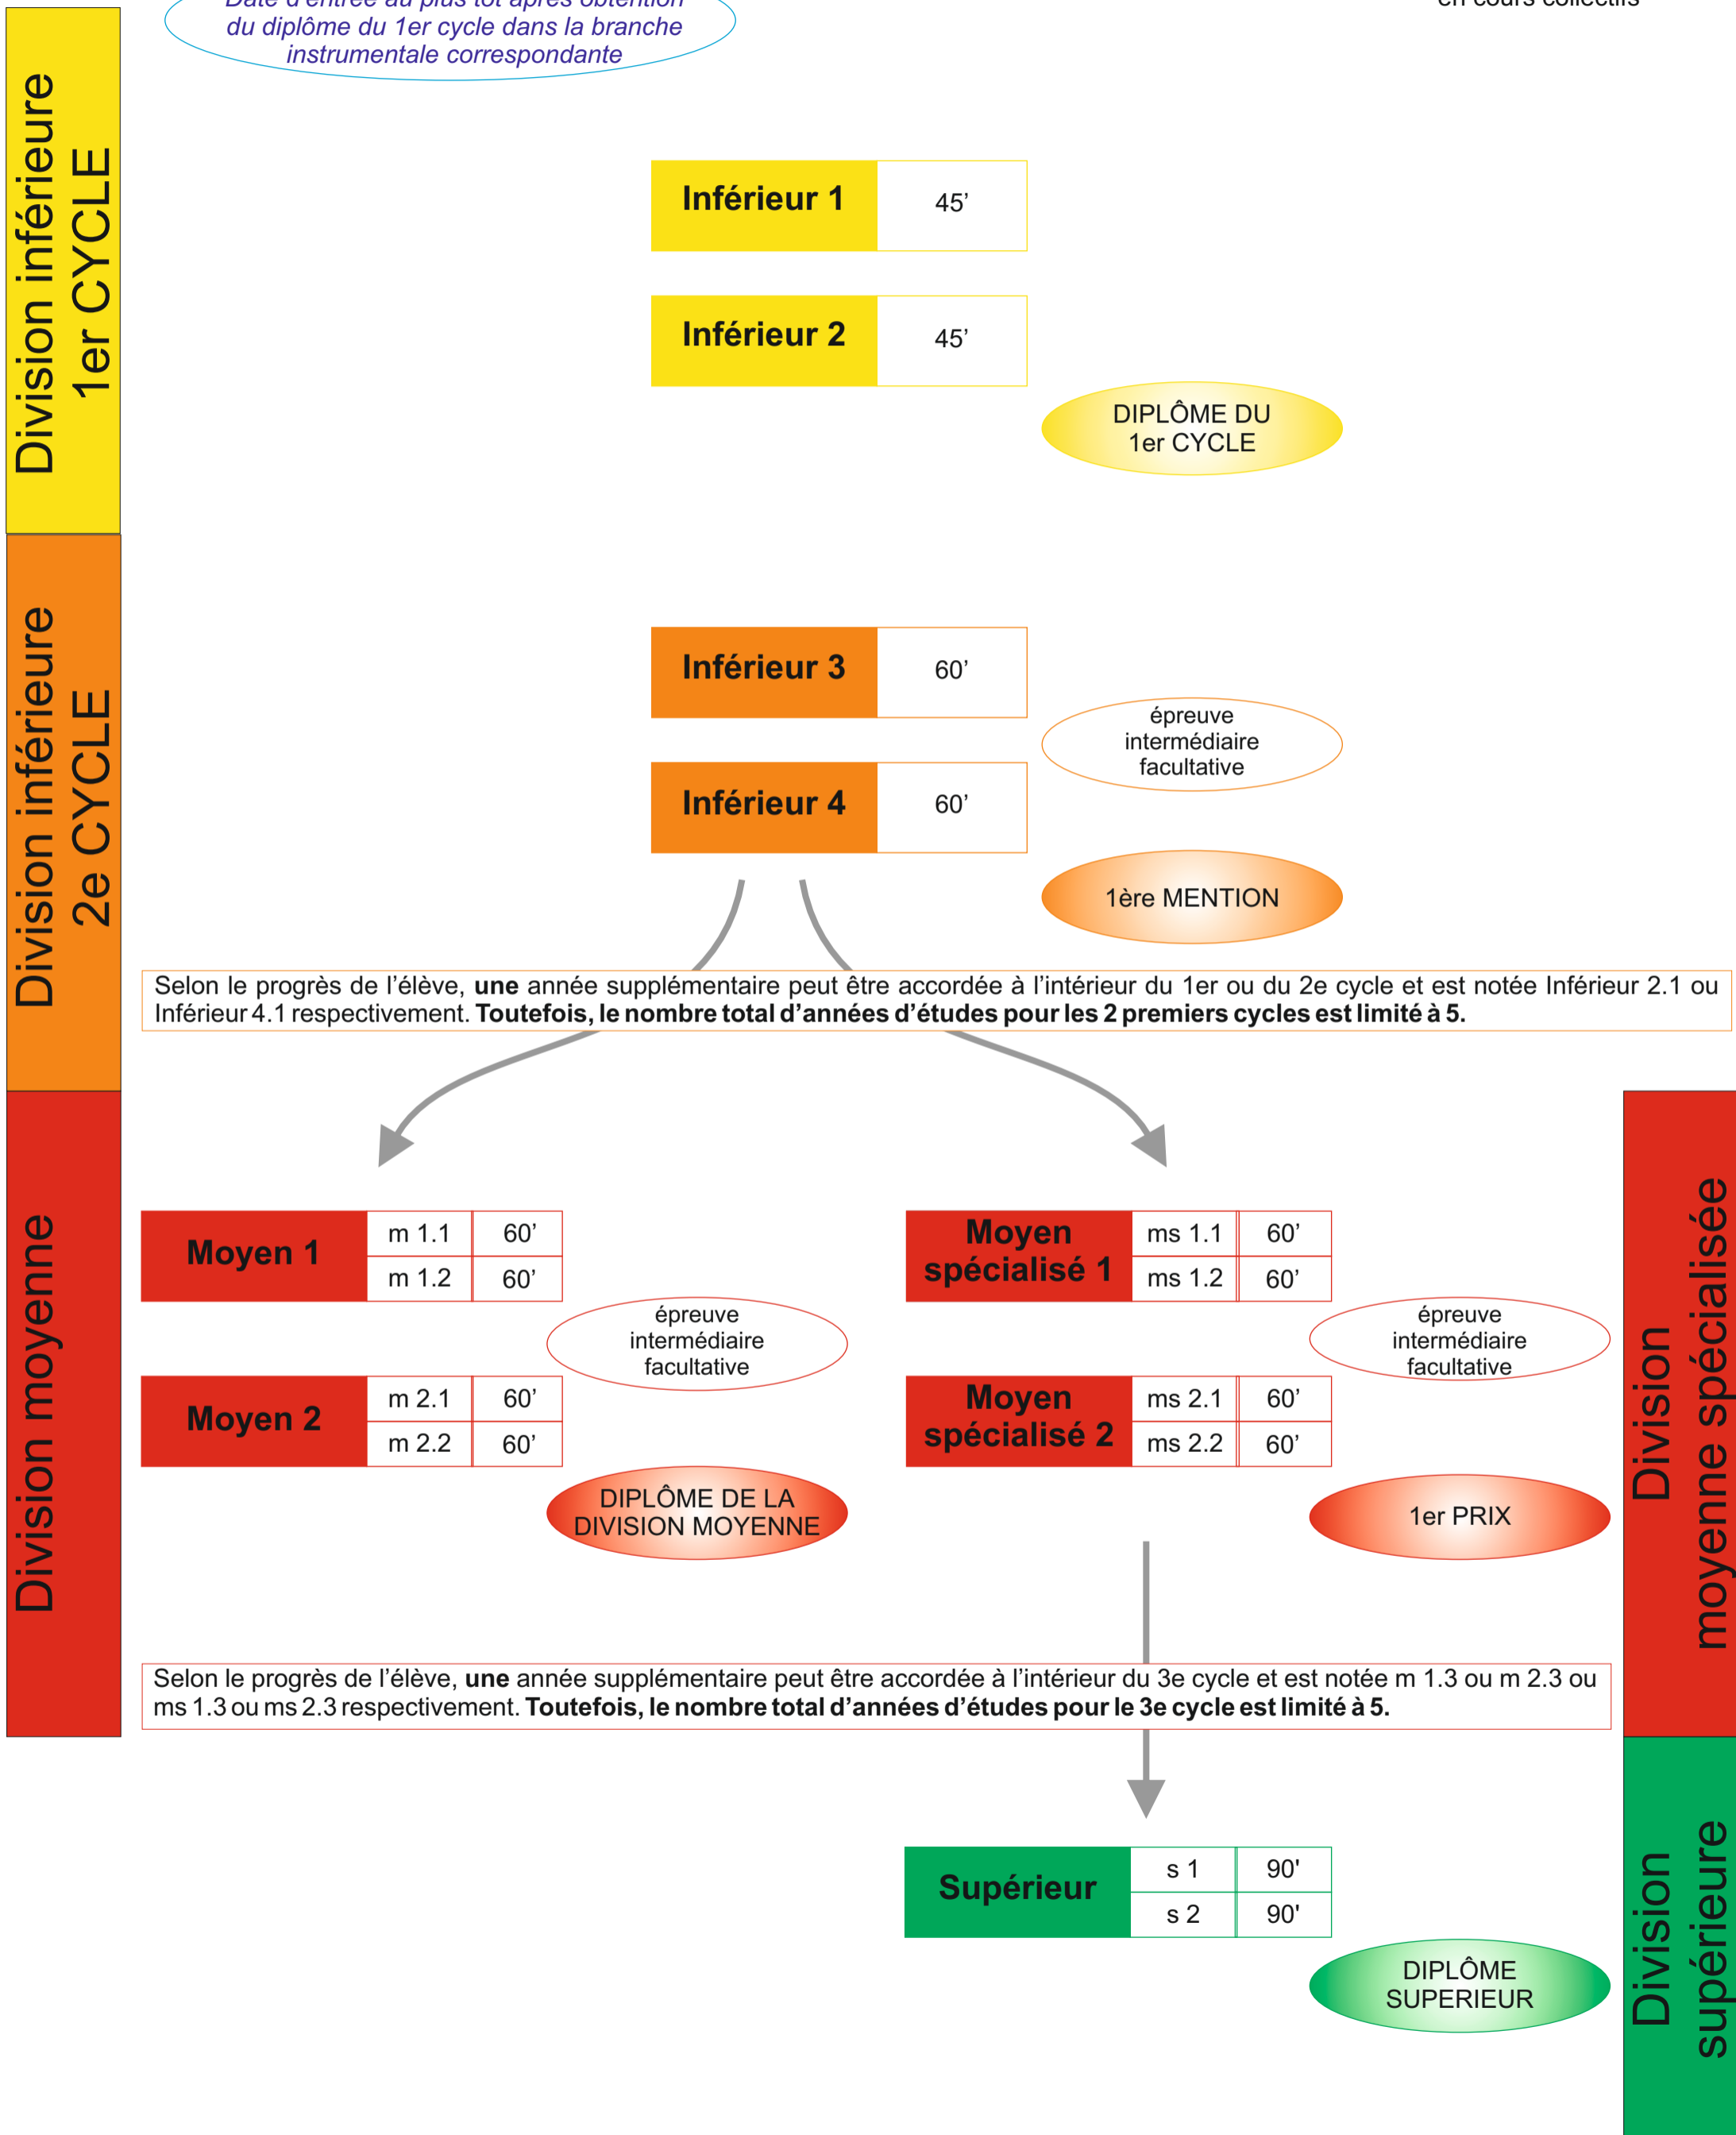 Date d'entrée au plus tôt après obtention
du diplôme du 1er cycle dans la branche
instrumentale correspondante
en cours collectifs
Division inférieure
1er CYCLE
Inférieur 1
45’
Inférieur 2
45’
DIPLÔME DU
1er CYCLE
Division inférieure
2e CYCLE
Inférieur 3
60’
épreuve
intermédiaire
facultative
Inférieur 4
60’
1ère MENTION
Selon le progrès de l’élève, une année supplémentaire peut être accordée à l’intérieur du 1er ou du 2e cycle et est notée Inférieur 2.1 ou
Inférieur 4.1 respectivement. Toutefois, le nombre total d’années d’études pour les 2 premiers cycles est limité à 5.
Division moyenne
Moyen 1
m 1.1 60’
m 1.2 60’
épreuve
intermédiaire
facultative
Moyen 2
m 2.1 60’
m 2.2 60’
DIPLÔME DE LA
DIVISION MOYENNE
Moyen
spécialisé 1
ms 1.1 60’
ms 1.2 60’
épreuve
intermédiaire
facultative
Moyen
spécialisé 2
ms 2.1 60’
ms 2.2 60’
1er PRIX
Division
moyenne spécialisée
Selon le progrès de l’élève, une année supplémentaire peut être accordée à l’intérieur du 3e cycle et est notée m 1.3 ou m 2.3 ou
ms 1.3 ou ms 2.3 respectivement. Toutefois, le nombre total d’années d’études pour le 3e cycle est limité à 5.
Supérieur
s 1 90'
s 2 90'
DIPLÔME
SUPERIEUR
Division
supérieure